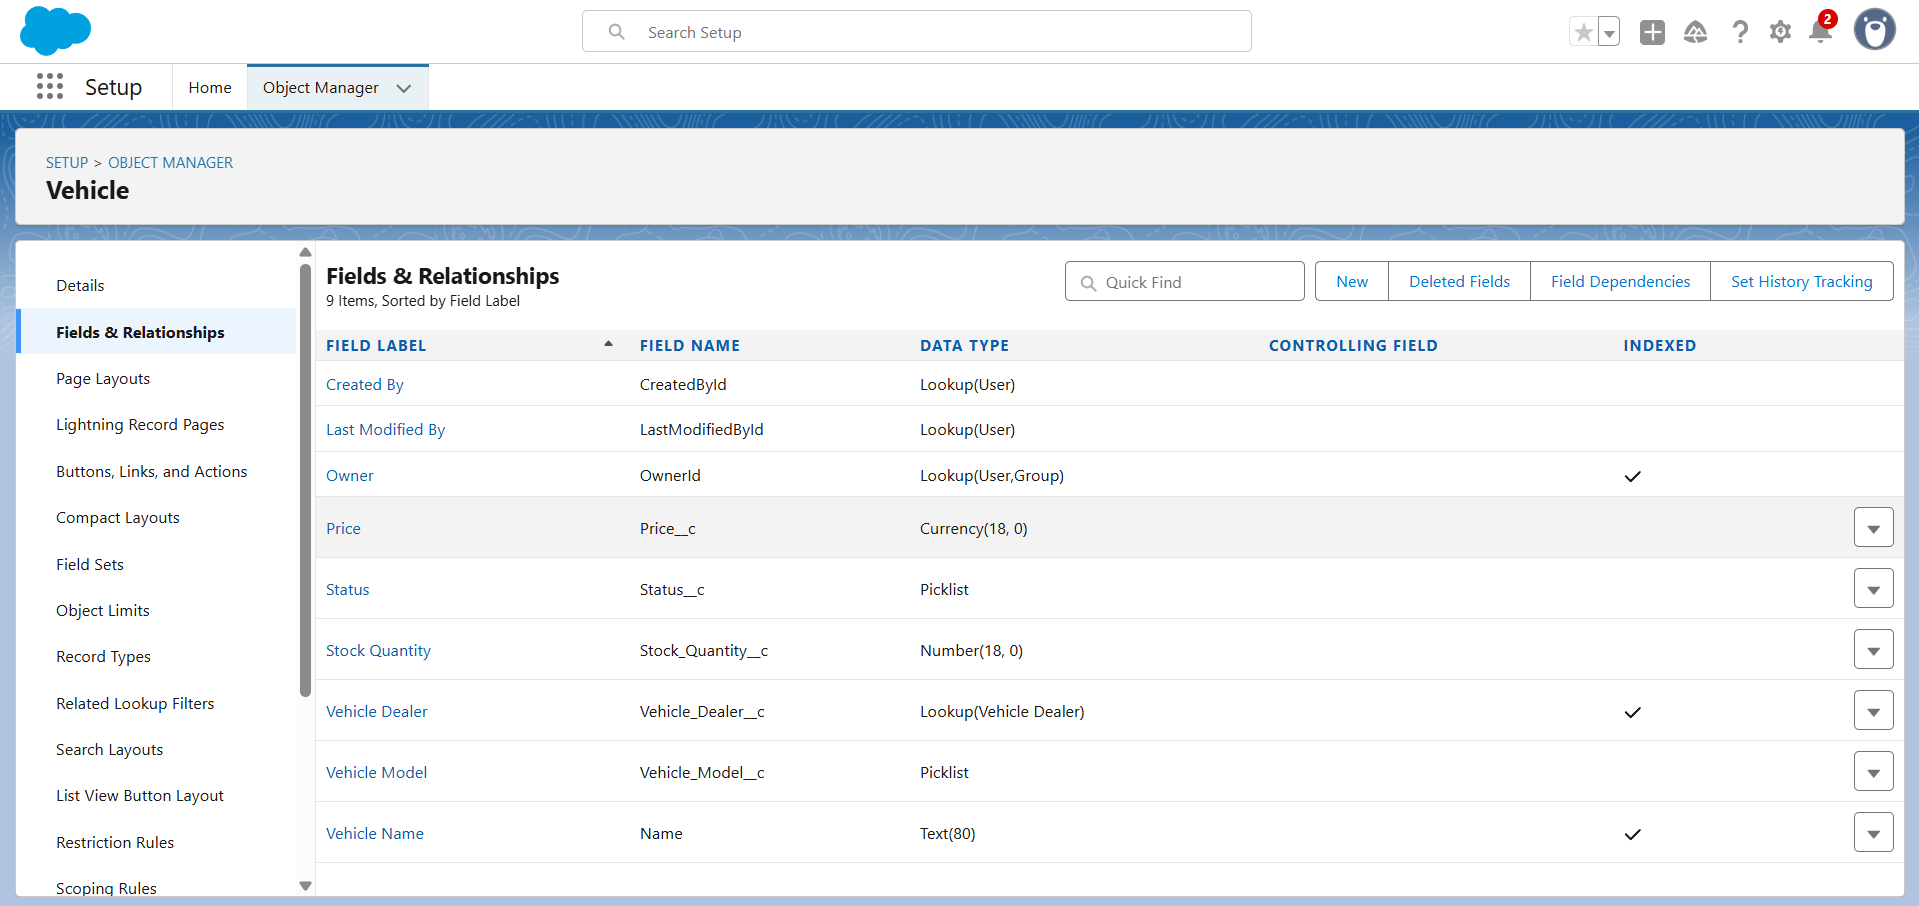 Search Setup
2
Setup
Home
Object Manager
SETUP > OBJECT MANAGER
Vehicle
Details
Fields & Relationships
Page Layouts
Lightning Record Pages
Buttons, Links, and Actions
Compact Layouts
Field Sets
Object Limits
Record Types
Related Lookup Filters
Search Layouts
List View Button Layout
Restriction Rules
Scoping Rules
Fields & Relationships
9 Items, Sorted by Field Label
Quick Find
New
Deleted Fields
Field Dependencies
Set History Tracking
FIELD LABEL FIELD NAME DATA TYPE CONTROLLING FIELD INDEXED
Created By CreatedById Lookup(User)
Last Modified By LastModifiedById Lookup(User)
Owner OwnerId Lookup(User,Group)
Price Price__c Currency(18, 0)
Status Status__c Picklist
Stock Quantity Stock_Quantity__c Number(18, 0)
Vehicle Dealer Vehicle_Dealer__c Lookup(Vehicle Dealer)
Vehicle Model Vehicle_Model__c Picklist
Vehicle Name Name Text(80)